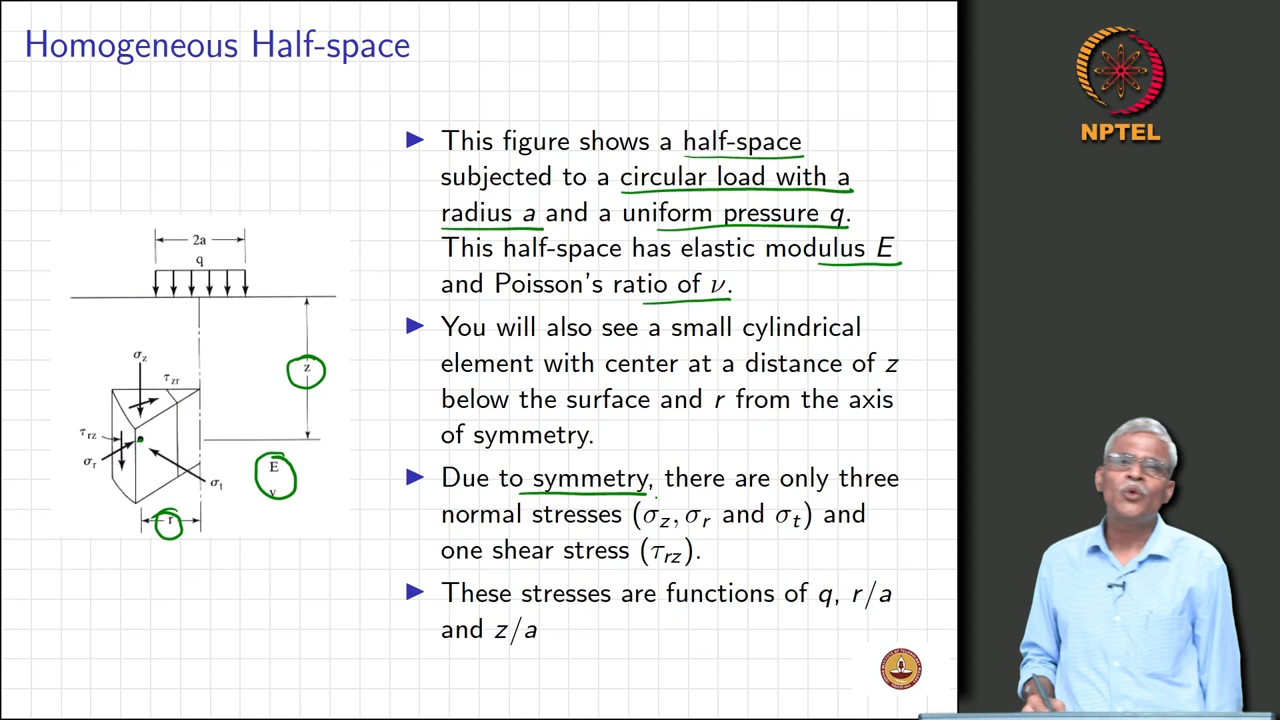 Homogeneous Half-space
▶ This figure shows a half-space
subjected to a circular load with a
radius a and a uniform pressure q.
This half-space has elastic modulus E
and Poisson's ratio of ν.
▶ You will also see a small cylindrical
element with center at a distance of z
below the surface and r from the axis
of symmetry.
▶ Due to symmetry, there are only three
normal stresses (σz, σr and σt) and
one shear stress (τrz).
▶ These stresses are functions of q, r/a
and z/a
2a
q
σz
z
τzr
τrz
σr
E
ν
σt
r
NPTEL